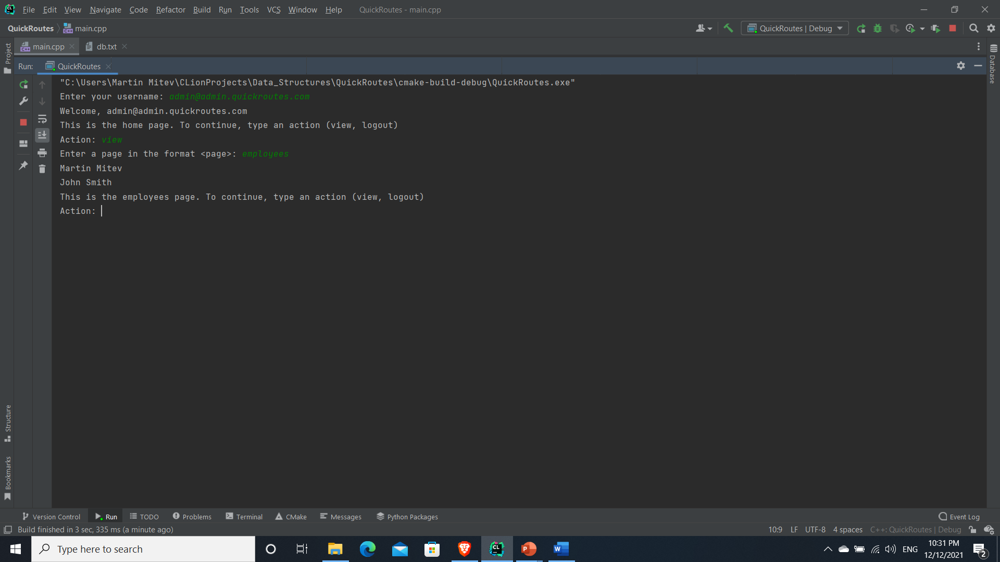 File Edit View Navigate Code Refactor Build Run Tools VCS Window Help QuickRoutes - main.cpp
QuickRoutes main.cpp QuickRoutes | Debug
main.cpp db.txt
Project
Database
Run: QuickRoutes
"C:\Users\Martin Mitev\CLionProjects\Data_Structures\QuickRoutes\cmake-build-debug\QuickRoutes.exe"
Enter your username: admin@admin.quickroutes.com
Welcome, admin@admin.quickroutes.com
This is the home page. To continue, type an action (view, logout)
Action: view
Enter a page in the format <page>: employees
Martin Mitev
John Smith
This is the employees page. To continue, type an action (view, logout)
Action:
Structure
Bookmarks
Version Control Run TODO Problems Terminal CMake Messages Python Packages Event Log
Build finished in 3 sec, 335 ms (a minute ago) 10:9 LF UTF-8 4 spaces C++: QuickRoutes | Debug
Type here to search ENG 10:31 PM
12/12/2021 2